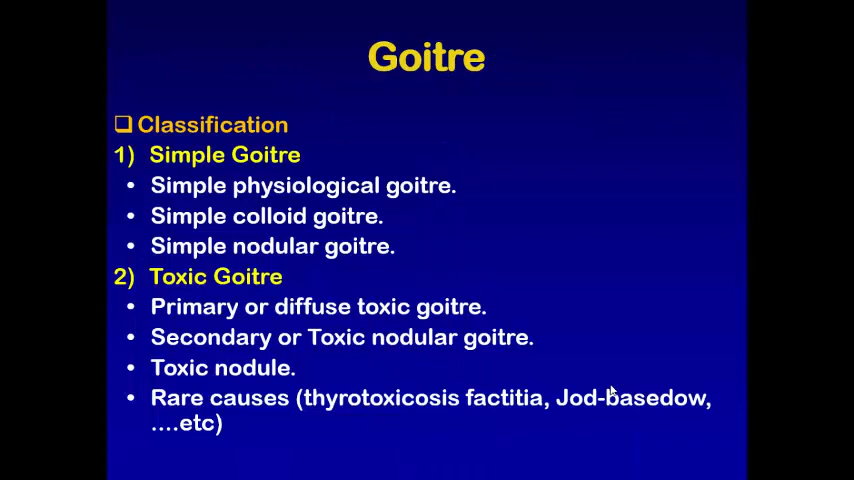 Goitre
❑ Classification
1) Simple Goitre
• Simple physiological goitre.
• Simple colloid goitre.
• Simple nodular goitre.
2) Toxic Goitre
• Primary or diffuse toxic goitre.
• Secondary or Toxic nodular goitre.
• Toxic nodule.
• Rare causes (thyrotoxicosis factitia, Jod-basedow,
....etc)